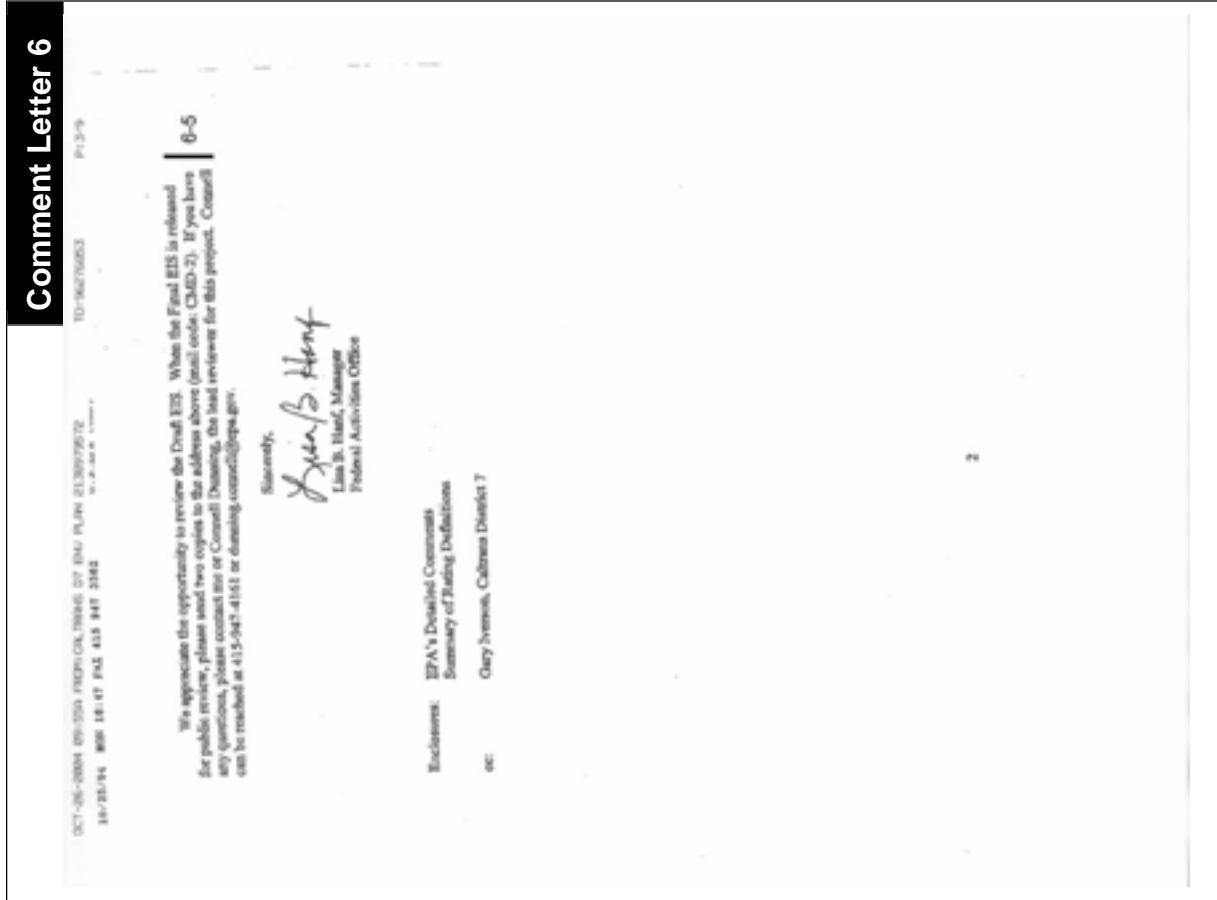 Comment Letter 6
OCT-26-2004 09:55A FROM:CALTRANS D7 ENV PLAN 2138979572 TO:96276053 P:3/9
10/25/04 MON 16:47 FAX 415 947
We appreciate the opportunity to review the Draft EIS. When the Final EIS is released
for public review, please send two copies to the address above (mail code: CMD-2). If you have
any questions, please contact me or Connell Dunning, the lead reviewer for this project. Connell
can be reached at 415-947-4161 or dunning.connell@epa.gov.
6-5
Sincerely,
Lisa B. Hanf
Lisa B. Hanf, Manager
Federal Activities Office
Enclosures: EPA's Detailed Comments
Summary of Rating Definitions
cc: Gary Iverson, Caltrans District 7
2